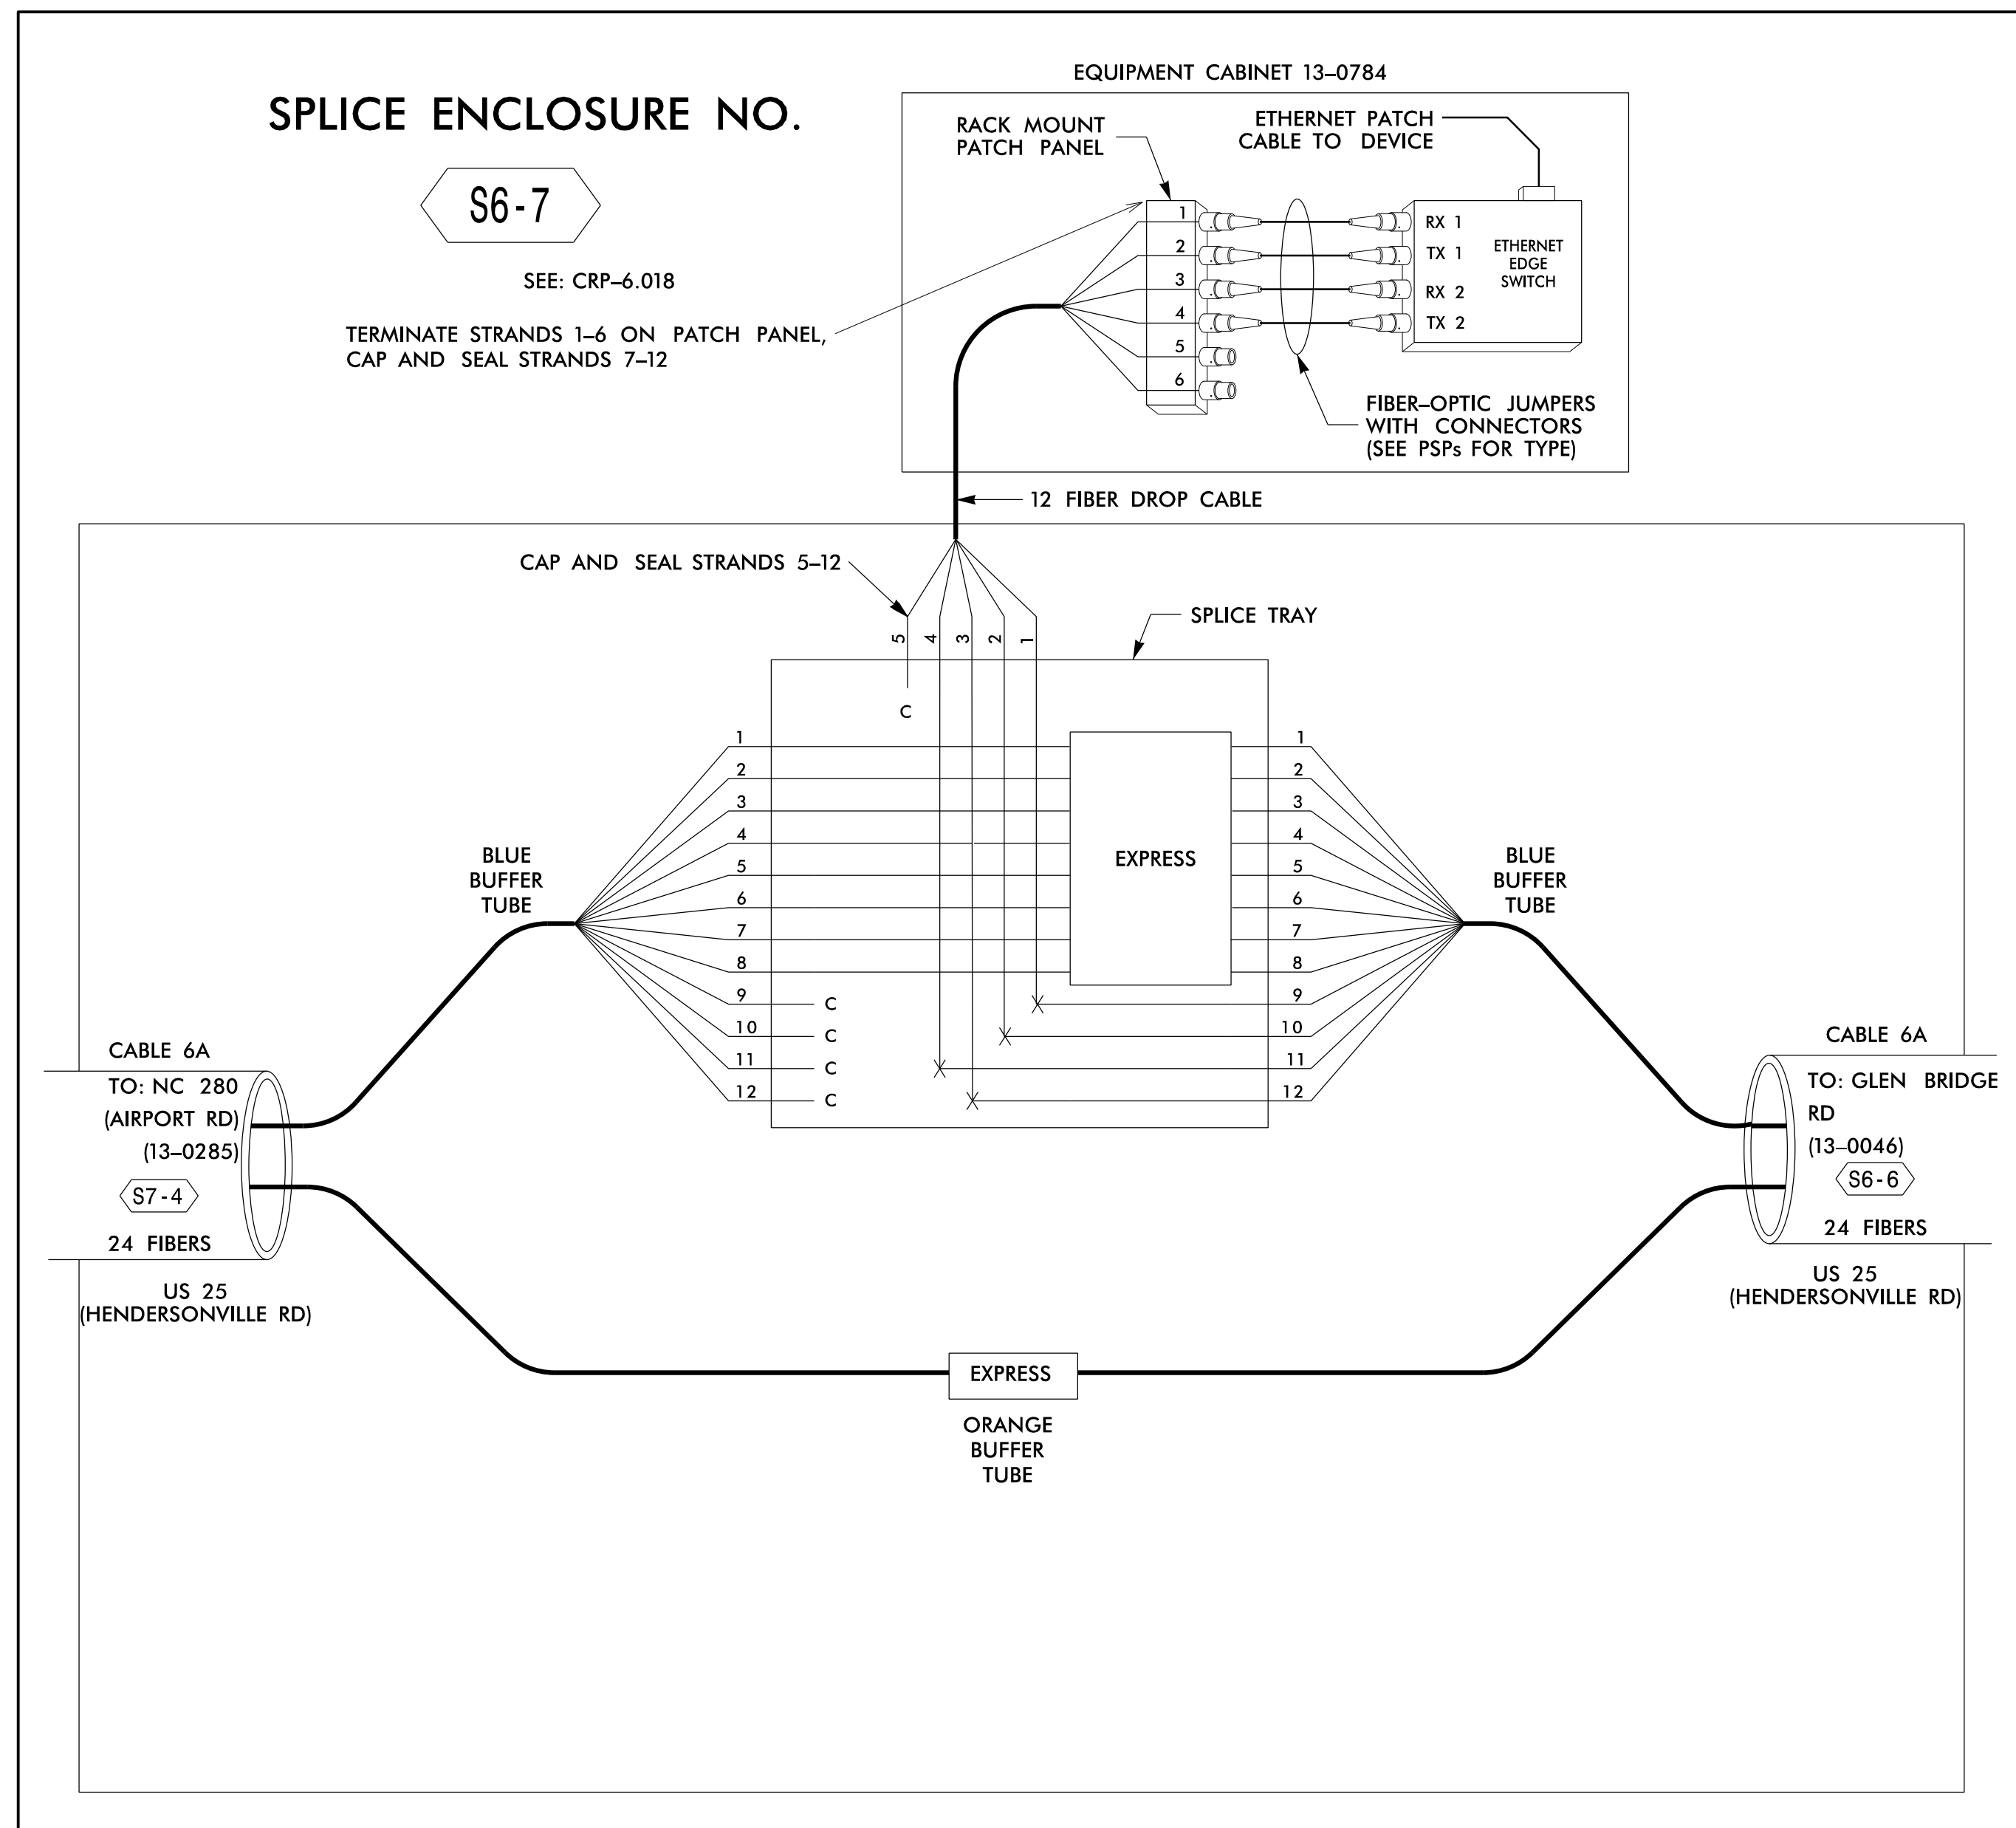 EQUIPMENT CABINET 13–0784
SPLICE ENCLOSURE NO.
S6-7
SEE: CRP–6.018
TERMINATE STRANDS 1–6 ON PATCH PANEL,
CAP AND SEAL STRANDS 7–12
RACK MOUNT
PATCH PANEL
ETHERNET PATCH
CABLE TO DEVICE
1
2
3
4
5
6
RX 1
TX 1
RX 2
TX 2
ETHERNET
EDGE
SWITCH
FIBER–OPTIC JUMPERS
WITH CONNECTORS
(SEE PSPs FOR TYPE)
12 FIBER DROP CABLE
CAP AND SEAL STRANDS 5–12
SPLICE TRAY
5
4
3
2
1
C
1
2
3
4
5
6
7
8
9
10
11
12
C
C
C
C
EXPRESS
1
2
3
4
5
6
7
8
9
10
11
12
BLUE
BUFFER
TUBE
BLUE
BUFFER
TUBE
CABLE 6A
TO: NC 280
(AIRPORT RD)
(13–0285)
S7-4
24 FIBERS
US 25
(HENDERSONVILLE RD)
CABLE 6A
TO: GLEN BRIDGE
RD
(13–0046)
S6-6
24 FIBERS
US 25
(HENDERSONVILLE RD)
EXPRESS
ORANGE
BUFFER
TUBE